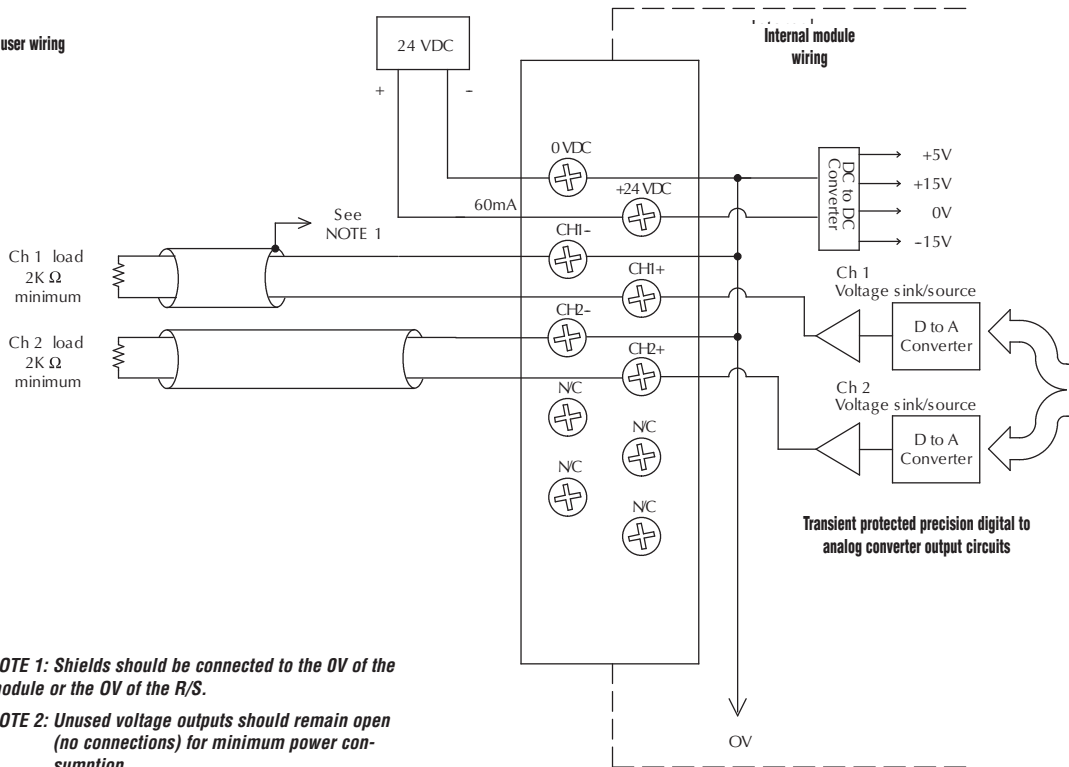 user wiring
24 VDC
+
-
Internal module
wiring
0 VDC
+24 VDC
60mA
DC to DC
Converter
+5V
+15V
0V
-15V
See
NOTE 1
Ch 1 load
2K Ω
minimum
CH1-
CH1+
Ch 1
Voltage sink/source
D to A
Converter
Ch 2 load
2K Ω
minimum
CH2-
CH2+
Ch 2
Voltage sink/source
D to A
Converter
N/C
N/C
N/C
N/C
Transient protected precision digital to
analog converter output circuits
OTE 1: Shields should be connected to the 0V of the
odule or the 0V of the R/S.
OTE 2: Unused voltage outputs should remain open
(no connections) for minimum power con-
sumption
OV